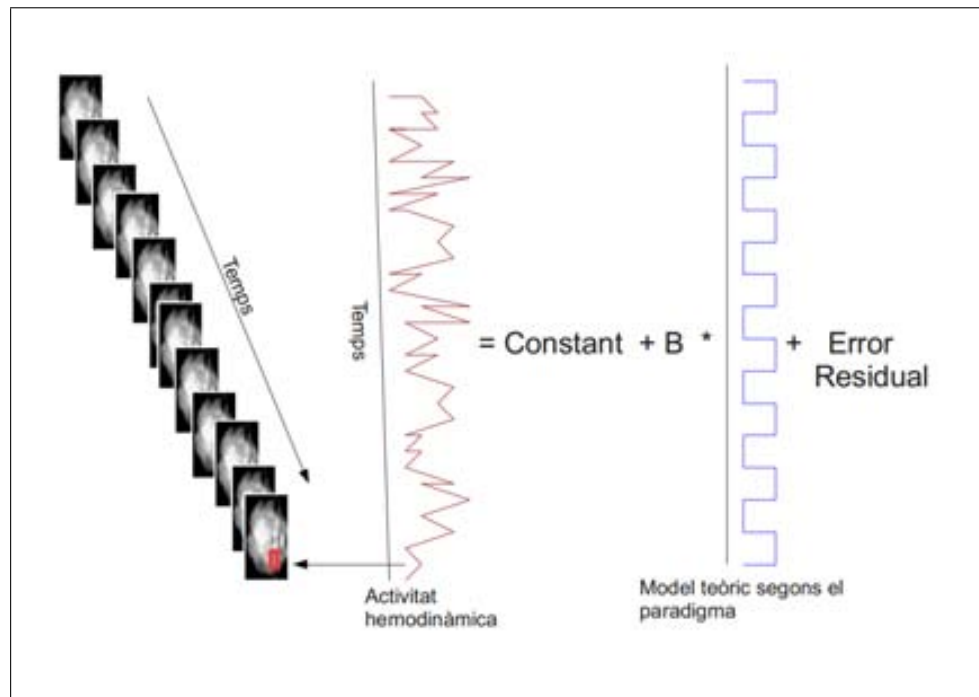 Temps
Temps
= Constant + B * + Error
Residual
Activitat
hemodinàmica
Model teòric segons el
paradigma